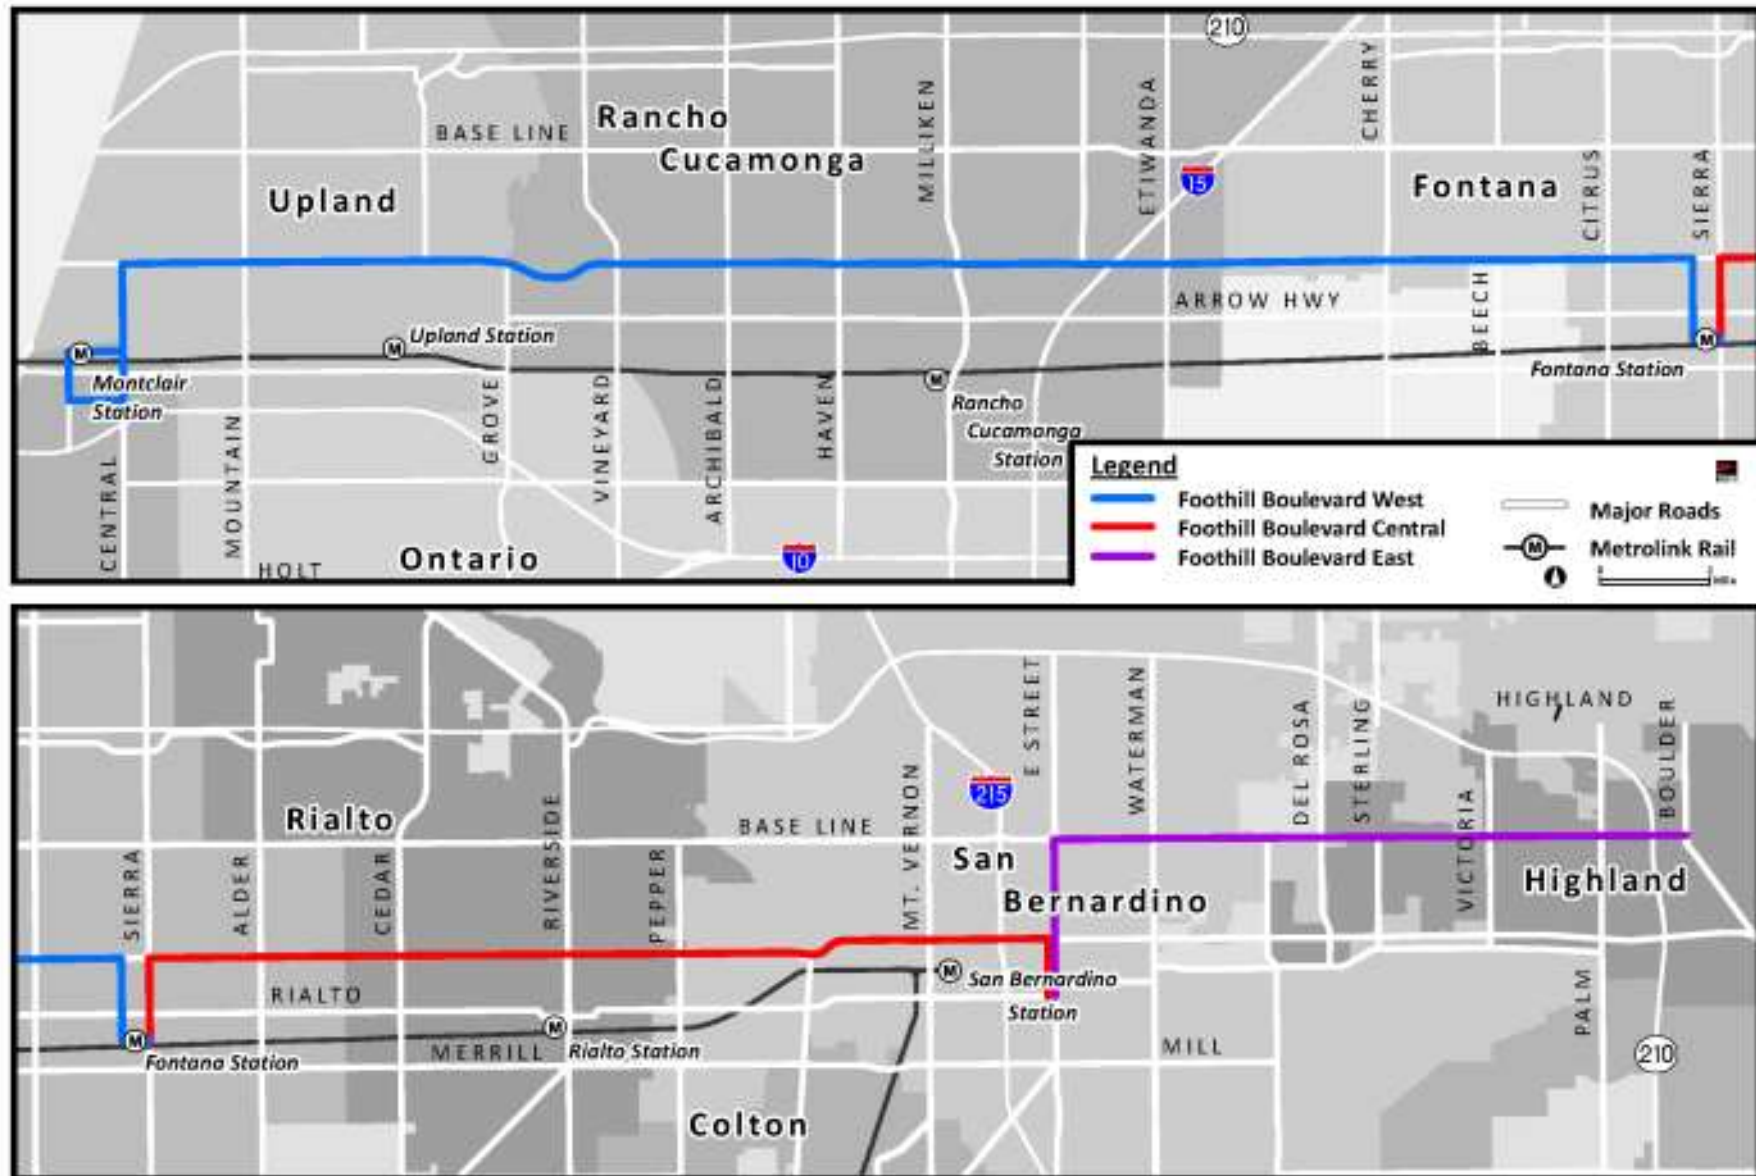 210
CHERRY
MILLIKEN
ETIWANDA
Rancho
BASE LINE
Cucamonga
CITRUS
SIERRA
15
Upland
Fontana
ARROW HWY
BEECH
Upland Station
Montclair
Station
Fontana Station
GROVE
VINEYARD
ARCHIBALD
HAVEN
Rancho
Cucamonga
Station
CENTRAL
MOUNTAIN
HOLT
Ontario
10
Legend
Foothill Boulevard West
Foothill Boulevard Central
Foothill Boulevard East
Major Roads
M
Metrolink Rail
M
M
M
M
E STREET
WATERMAN
HIGHLAND
DEL ROSA
STERLING
BOULDER
MT. VERNON
215
VICTORIA
Rialto
RIVERSIDE
BASE LINE
San
Bernardino
Highland
SIERRA
ALDER
CEDAR
PEPPER
RIALTO
M
San Bernardino
Station
PALM
M
M
Fontana Station
MERRILL
Rialto Station
MILL
210
Colton